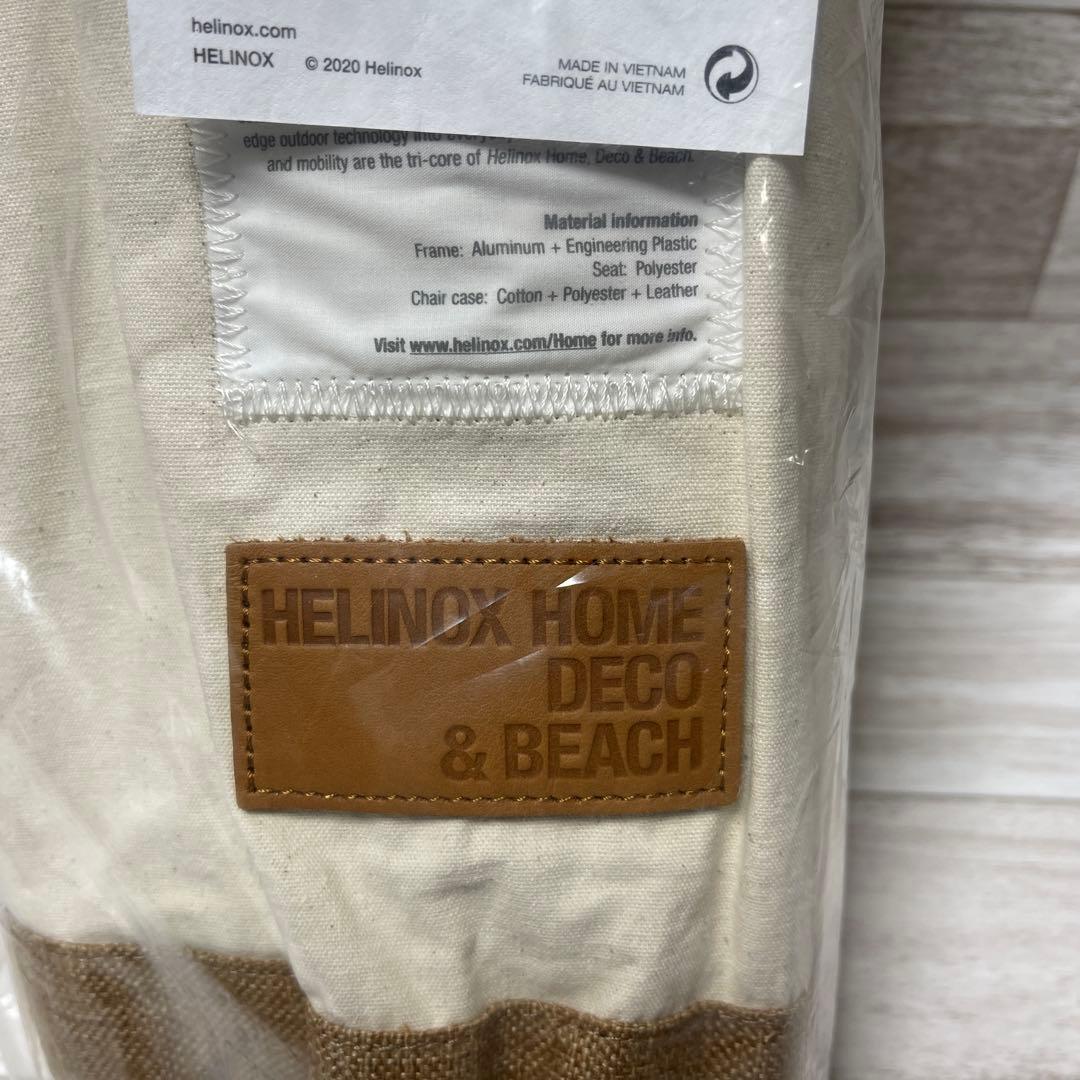 helinox.com
HELINOX © 2020 Helinox
MADE IN VIETNAM
FABRIQUÉ AU VIETNAM
edge outdoor technology into
and mobility are the tri-core of Helinox Home, Deco & Beach.
Material information
Frame: Aluminum + Engineering Plastic
Seat: Polyester
Chair case: Cotton + Polyester + Leather
Visit www.helinox.com/Home for more info.
HELINOX HOME
DECO
& BEACH